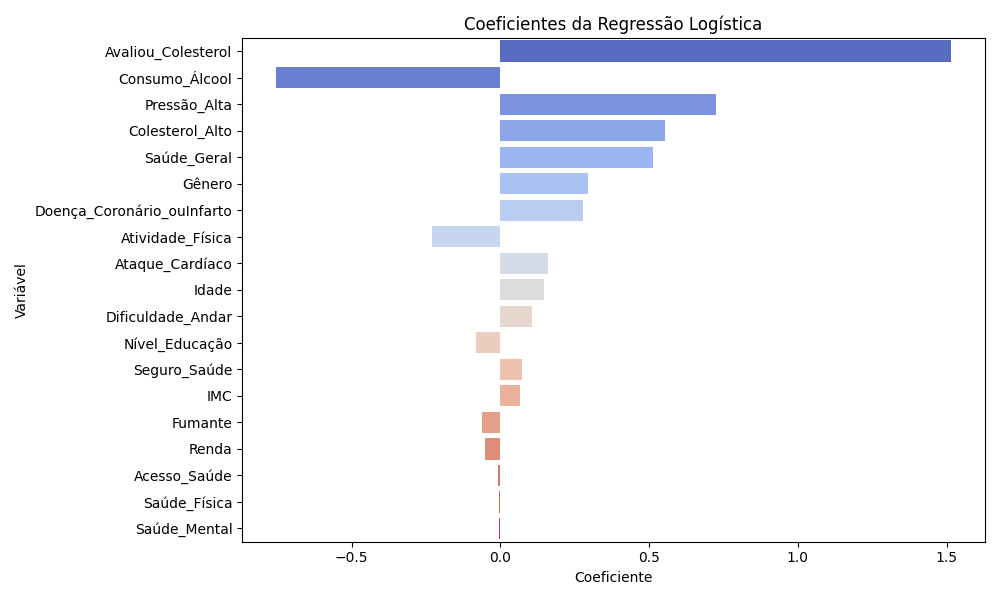 Coeficientes da Regressão Logística
Avaliou_Colesterol
Consumo_Álcool
Pressão_Alta
Colesterol_Alto
Saúde_Geral
Gênero
Doença_Coronário_ouInfarto
Atividade_Física
Ataque_Cardíaco
Idade
Dificuldade_Andar
Nível_Educação
Seguro_Saúde
IMC
Fumante
Renda
Acesso_Saúde
Saúde_Física
Saúde_Mental
Variável
−0.5 0.0 0.5 1.0 1.5
Coeficiente